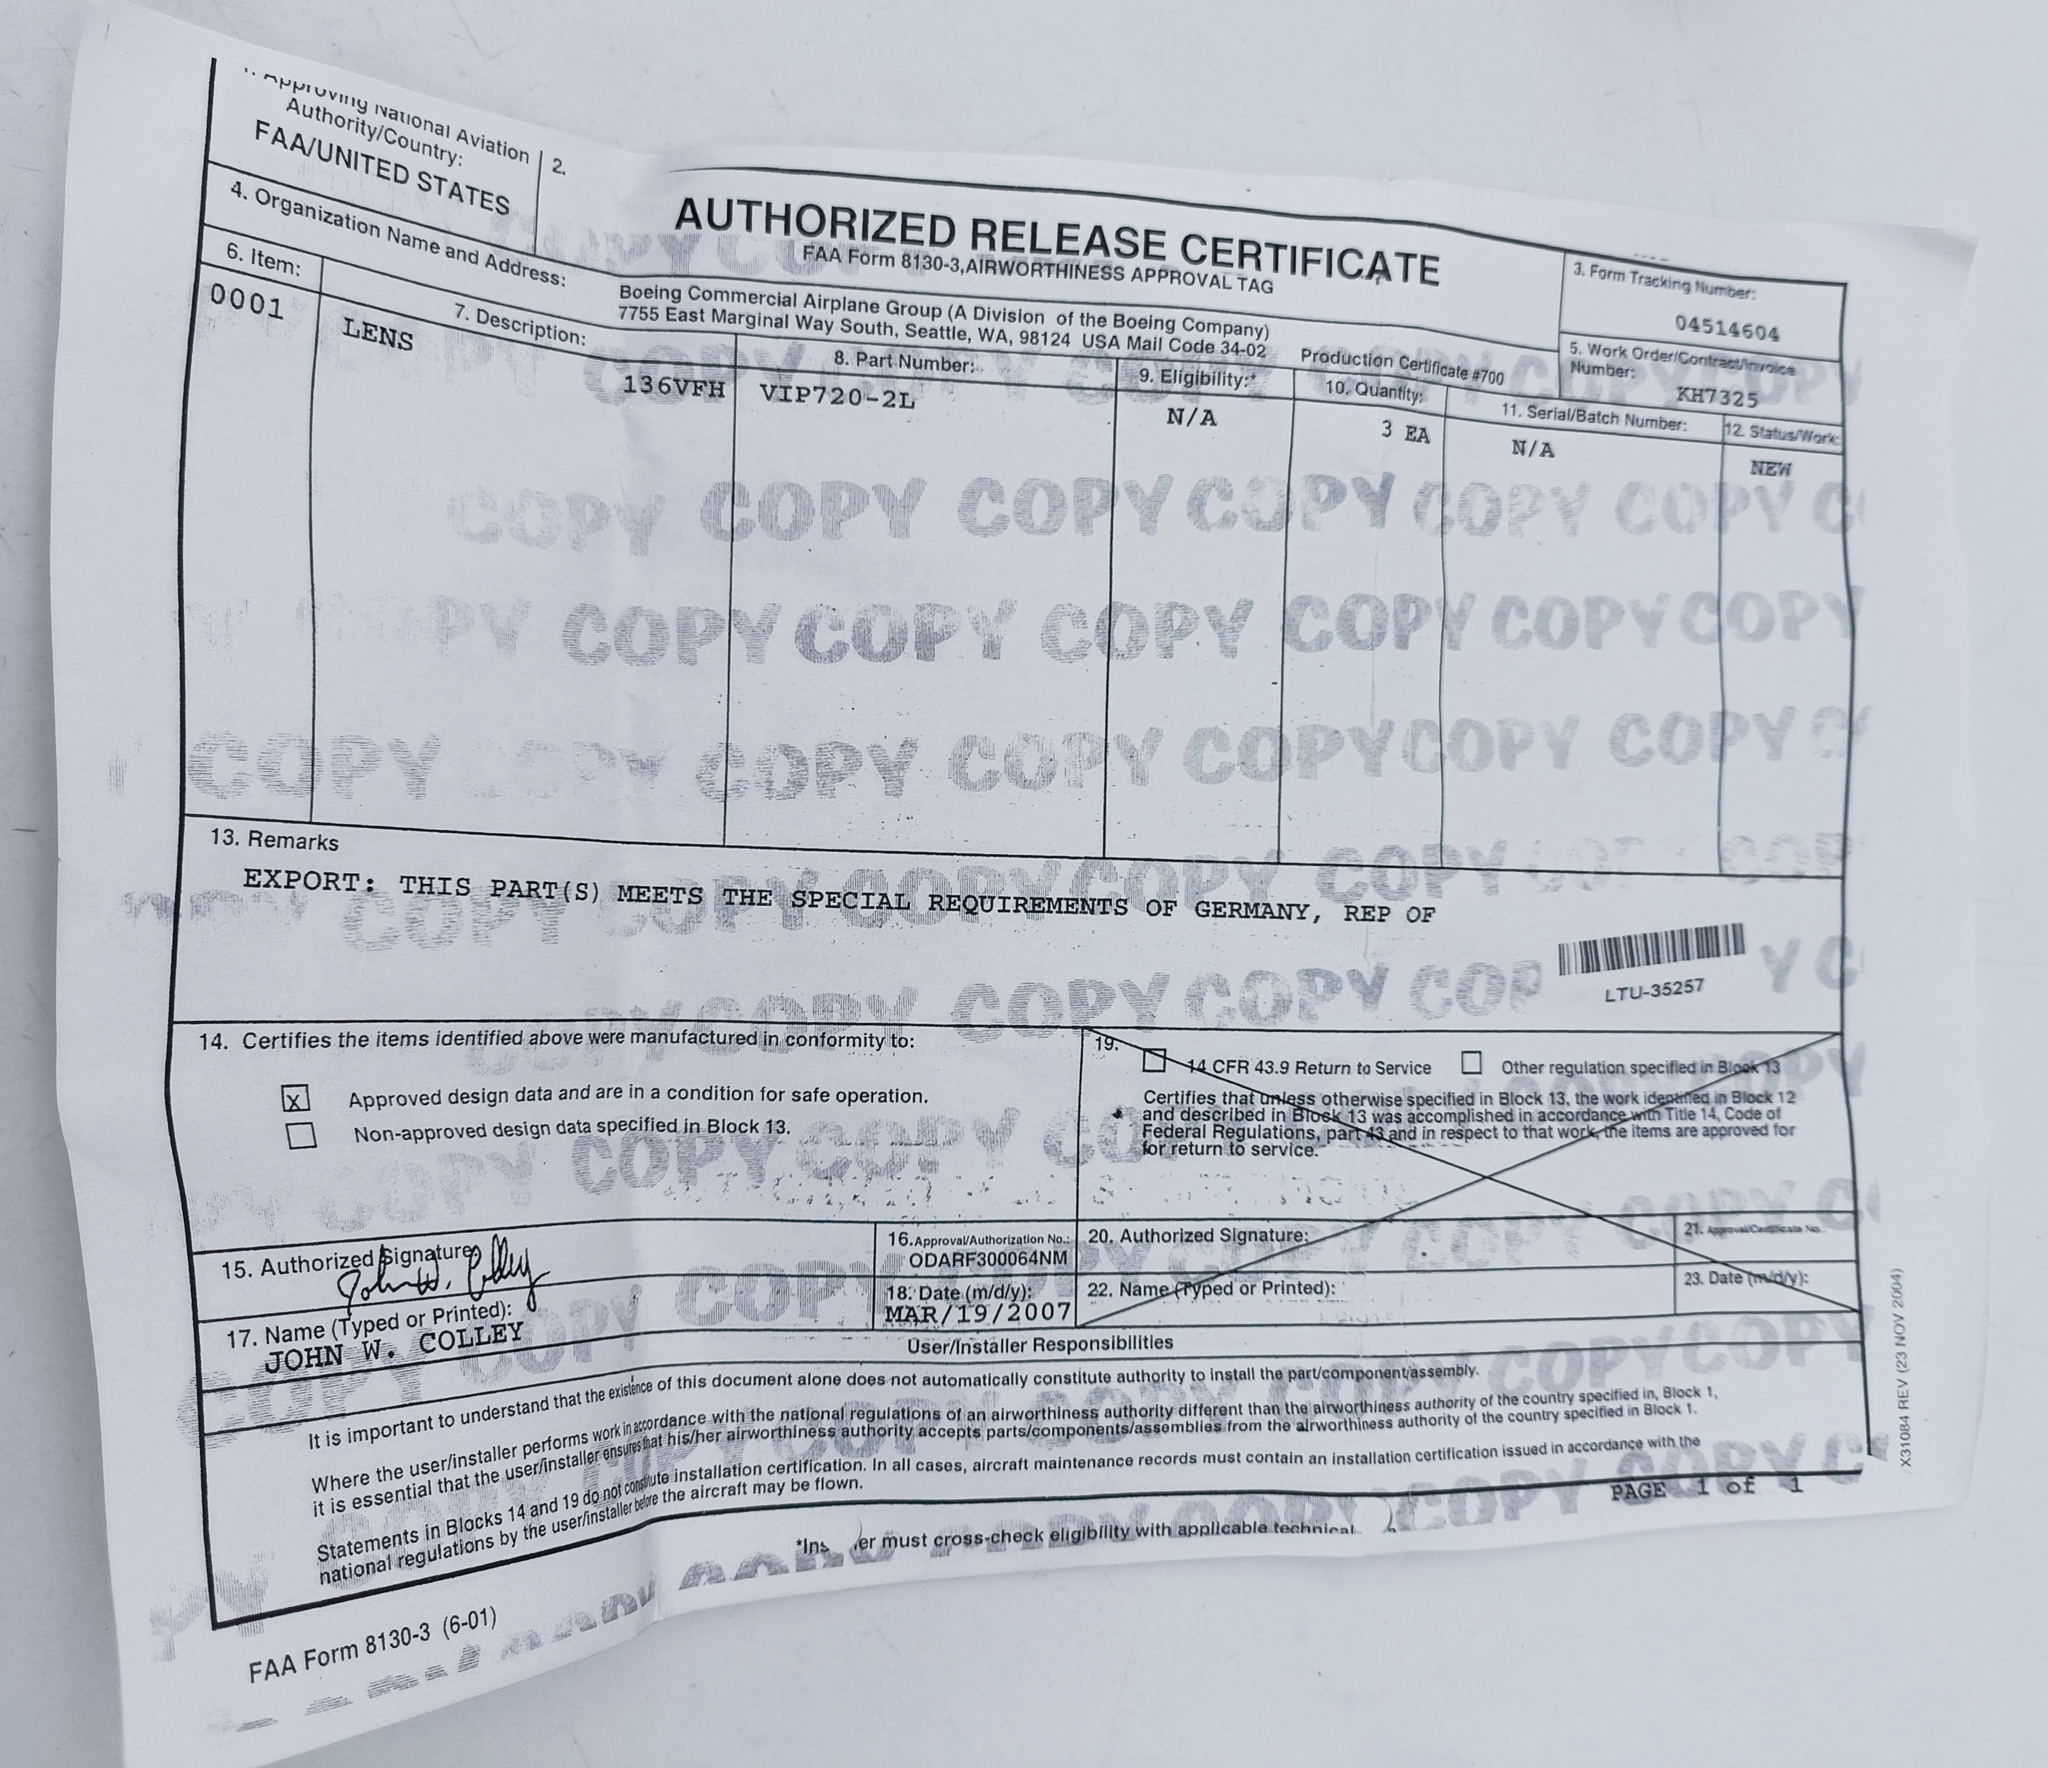 1. Approving National Aviation
Authority/Country:
FAA/UNITED STATES
2.
AUTHORIZED RELEASE CERTIFICATE
FAA Form 8130-3,AIRWORTHINESS APPROVAL TAG
3. Form Tracking Number:
04514604
4. Organization Name and Address:
Boeing Commercial Airplane Group (A Division of the Boeing Company)
7755 East Marginal Way South, Seattle, WA, 98124 USA Mail Code 34-02
Production Certificate #700
5. Work Order/Contract/Invoice
Number:
KH7325
6. Item:
7. Description:
8. Part Number:
9. Eligibility:*
10. Quantity:
11. Serial/Batch Number:
12. Status/Work:
0001
LENS
136VFH
VIP720-2L
N/A
3 EA
N/A
NEW
COPY COPY COPY COPY COPY COPY
COPY COPY COPY COPY COPY COPY
COPY COPY COPY COPY COPY COPY
13. Remarks
EXPORT: THIS PART(S) MEETS THE SPECIAL REQUIREMENTS OF GERMANY, REP OF
LTU-35257
14. Certifies the items identified above were manufactured in conformity to:
x Approved design data and are in a condition for safe operation.
Non-approved design data specified in Block 13.
19.
14 CFR 43.9 Return to Service
Other regulation specified in Block 13
Certifies that unless otherwise specified in Block 13, the work identified in Block 12
and described in Block 13 was accomplished in accordance with Title 14, Code of
Federal Regulations, part 43 and in respect to that work, the items are approved for
for return to service.
15. Authorized Signature
John W. Colley
16. Approval/Authorization No.:
ODARF300064NM
17. Name (Typed or Printed):
JOHN W. COLLEY
18. Date (m/d/y):
MAR/19/2007
20. Authorized Signature:
21. Approval/Certificate No.
22. Name (Typed or Printed):
23. Date (m/d/y):
User/Installer Responsibilities
It is important to understand that the existence of this document alone does not automatically constitute authority to install the part/component/assembly.
Where the user/installer performs work in accordance with the national regulations of an airworthiness authority different than the airworthiness authority of the country specified in, Block 1,
it is essential that the user/installer ensures that his/her airworthiness authority accepts parts/components/assemblies from the airworthiness authority of the country specified in Block 1.
Statements in Blocks 14 and 19 do not constitute installation certification. In all cases, aircraft maintenance records must contain an installation certification issued in accordance with the
national regulations by the user/installer before the aircraft may be flown.
PAGE 1 of 1
er must cross-check eligibility with applicable technical
FAA Form 8130-3 (6-01)
X31084 REV (23 NOV 2004)